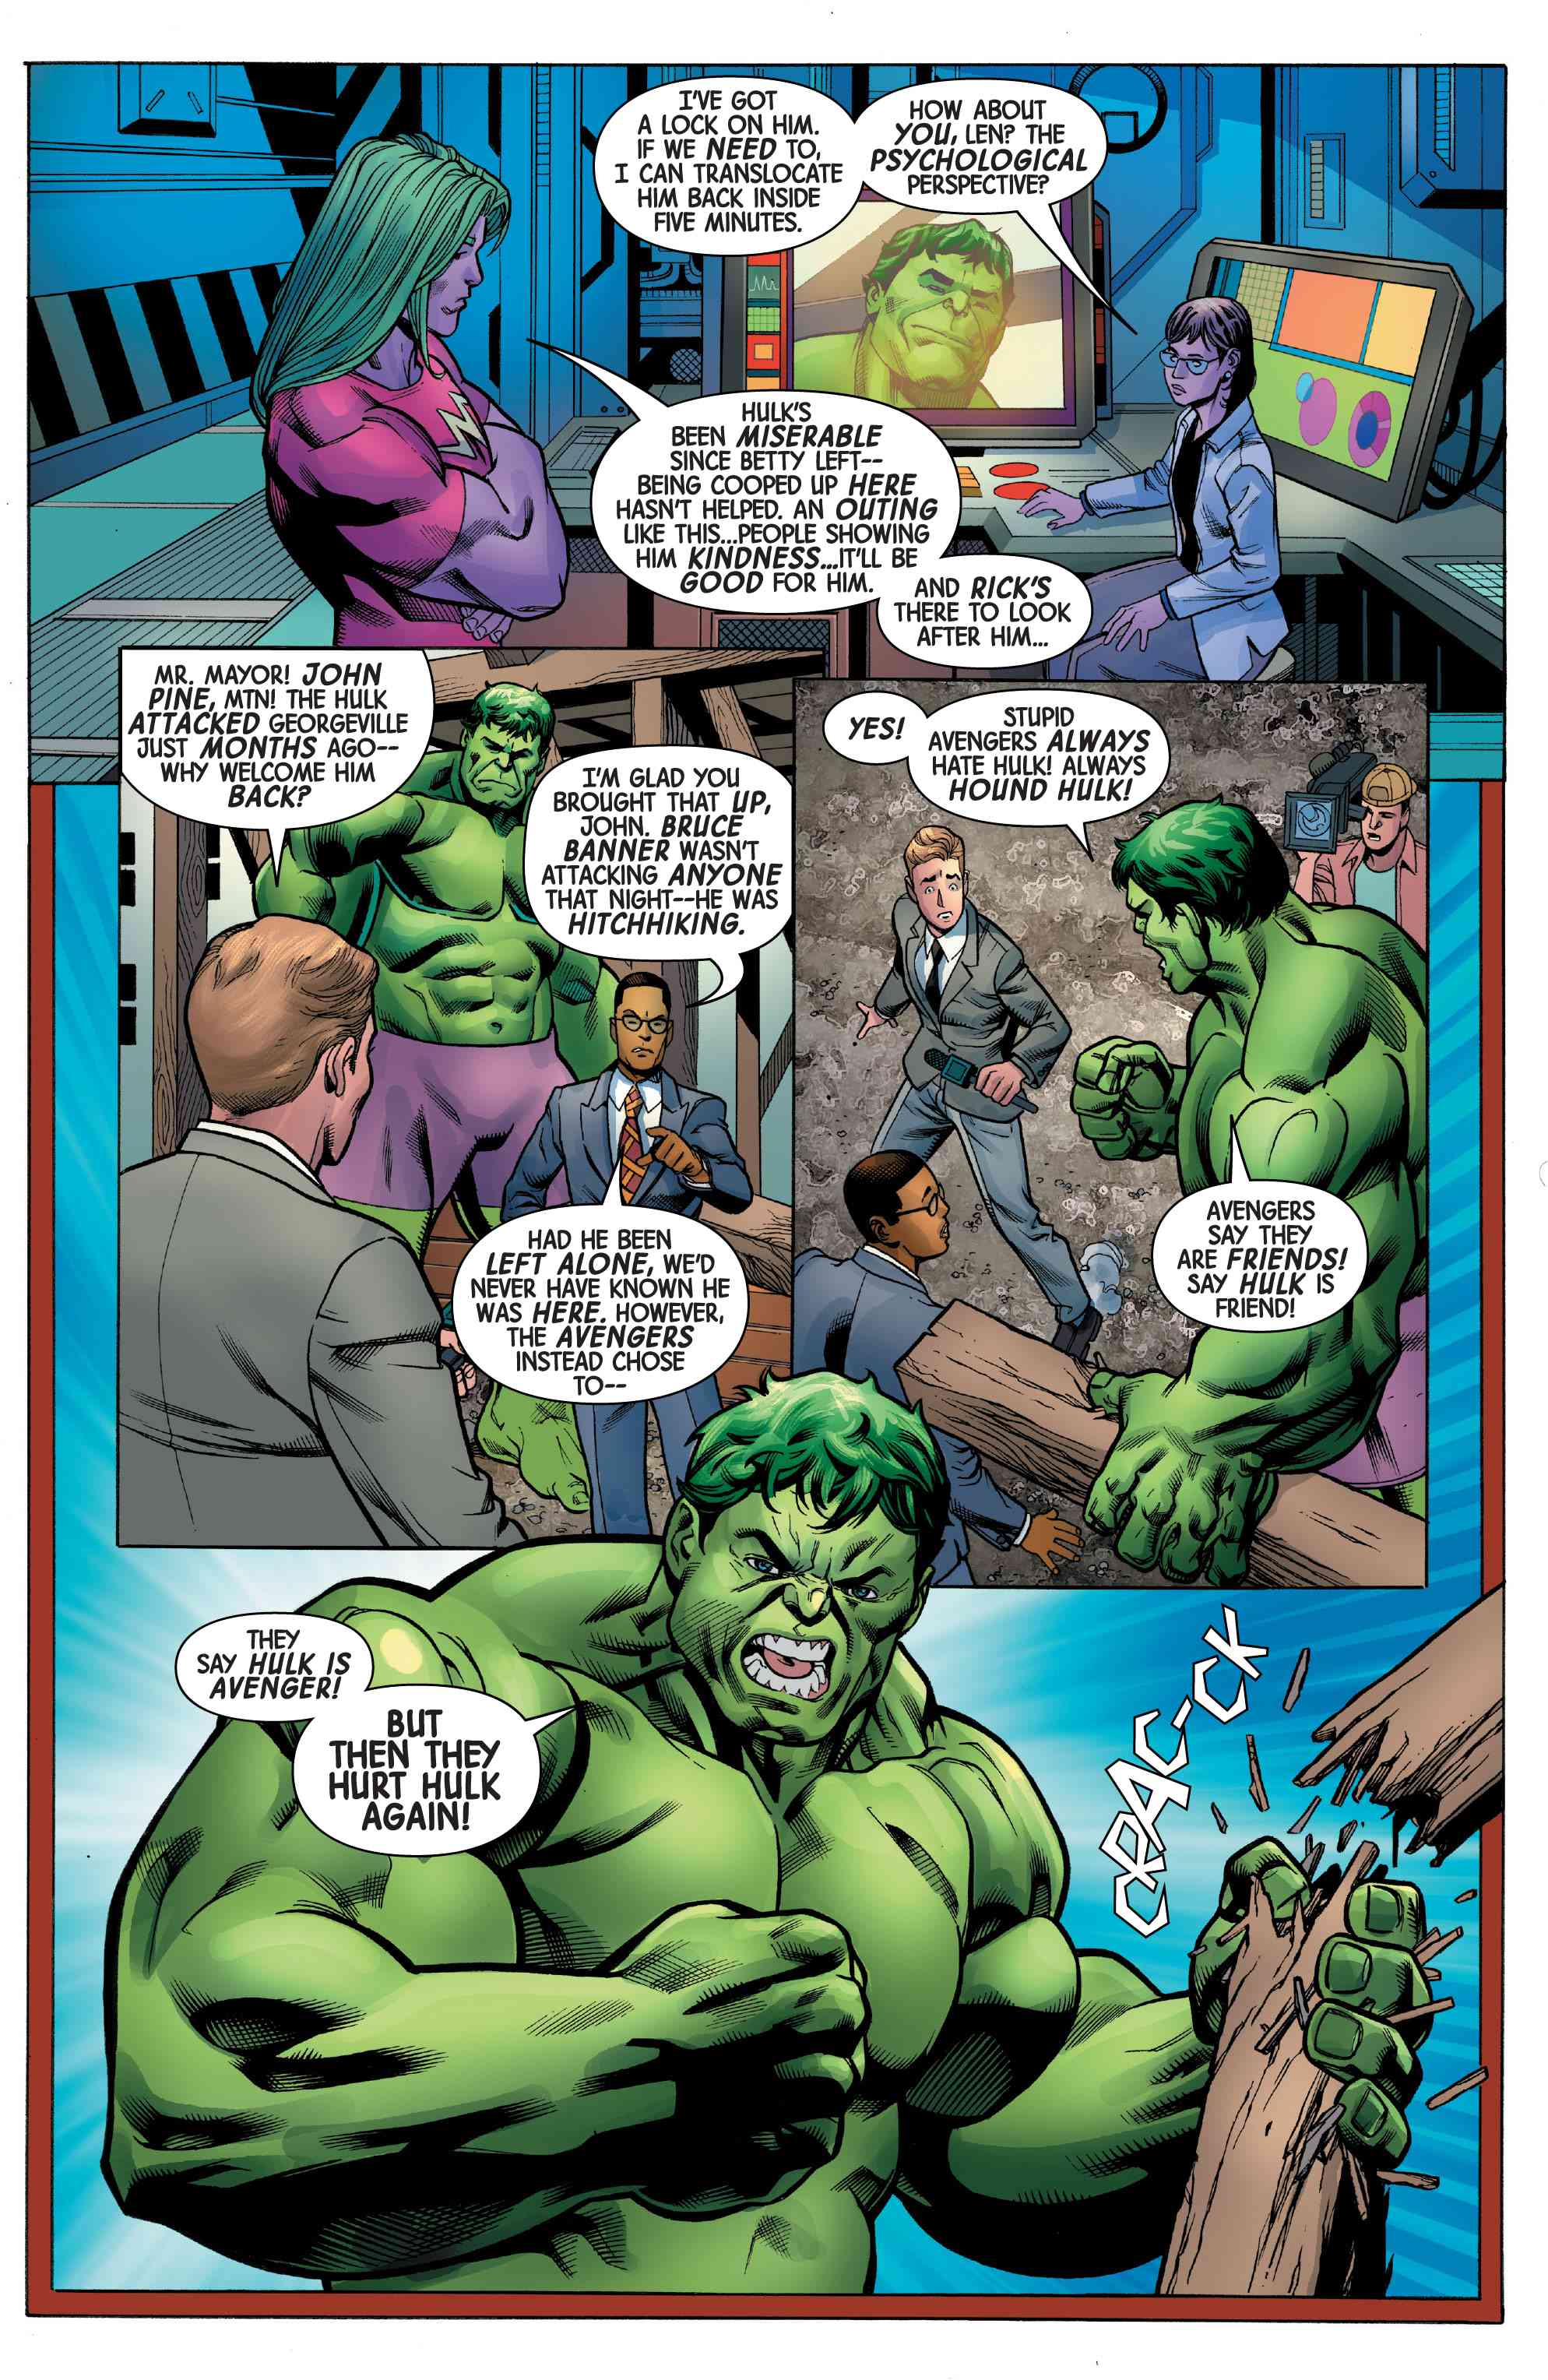 I'VE GOT
A LOCK ON HIM.
IF WE NEED TO,
I CAN TRANSLOCATE
HIM BACK INSIDE
FIVE MINUTES.
HOW ABOUT
YOU, LEN? THE
PSYCHOLOGICAL
PERSPECTIVE?
HULK'S
BEEN MISERABLE
SINCE BETTY LEFT--
BEING COOPED UP HERE
HASN'T HELPED. AN OUTING
LIKE THIS...PEOPLE SHOWING
HIM KINDNESS...IT'LL BE
GOOD FOR HIM.
AND RICK'S
THERE TO LOOK
AFTER HIM...
MR. MAYOR! JOHN
PINE, MTN! THE HULK
ATTACKED GEORGEVILLE
JUST MONTHS AGO--
WHY WELCOME HIM
BACK?
I'M GLAD YOU
BROUGHT THAT UP,
JOHN. BRUCE
BANNER WASN'T
ATTACKING ANYONE
THAT NIGHT--HE WAS
HITCHHIKING.
HAD HE BEEN
LEFT ALONE, WE'D
NEVER HAVE KNOWN HE
WAS HERE. HOWEVER,
THE AVENGERS
INSTEAD CHOSE
TO--
YES!
STUPID
AVENGERS ALWAYS
HATE HULK! ALWAYS
HOUND HULK!
AVENGERS
SAY THEY
ARE FRIENDS!
SAY HULK IS
FRIEND!
THEY
SAY HULK IS
AVENGER!
BUT
THEN THEY
HURT HULK
AGAIN!
CRAC-CK